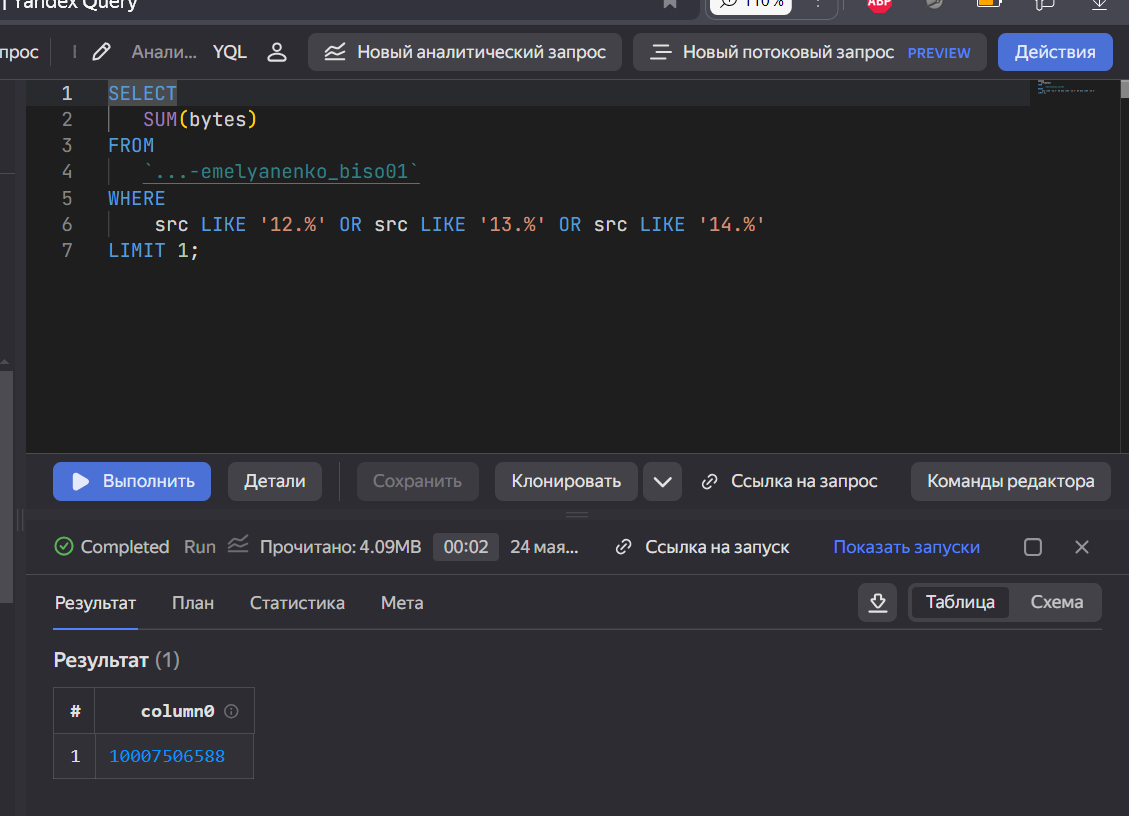 Yandex Query
110%
ABP
прос
Анали...
YQL
Новый аналитический запрос
Новый потоковый запрос PREVIEW
Действия
1 SELECT
2 SUM(bytes)
3 FROM
4 `...-emelyanenko_biso01`
5 WHERE
6 src LIKE '12.%' OR src LIKE '13.%' OR src LIKE '14.%'
7 LIMIT 1;
Выполнить
Детали
Сохранить
Клонировать
Ссылка на запрос
Команды редактора
Completed
Run
Прочитано: 4.09MB
00:02
24 мая...
Ссылка на запуск
Показать запуски
Результат
План
Статистика
Мета
Таблица
Схема
Результат (1)
# column0
1 10007506588